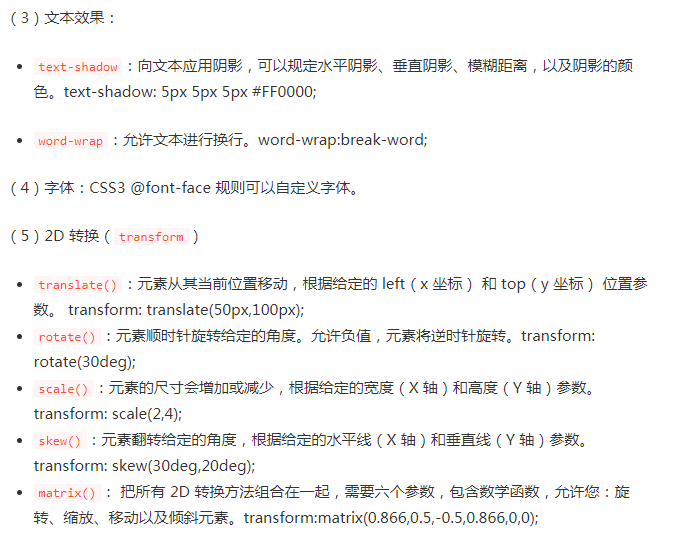 （3）文本效果：
text-shadow ：向文本应用阴影，可以规定水平阴影、垂直阴影、模糊距离，以及阴影的颜
色。text-shadow: 5px 5px 5px #FF0000;
word-wrap ：允许文本进行换行。word-wrap:break-word;
（4）字体：CSS3 @font-face 规则可以自定义字体。
（5）2D 转换（ transform ）
translate() ：元素从其当前位置移动，根据给定的 left（x 坐标） 和 top（y 坐标） 位置参
数。 transform: translate(50px,100px);
rotate() ：元素顺时针旋转给定的角度。允许负值，元素将逆时针旋转。transform:
rotate(30deg);
scale() ：元素的尺寸会增加或减少，根据给定的宽度（X 轴）和高度（Y 轴）参数。
transform: scale(2,4);
skew() ：元素翻转给定的角度，根据给定的水平线（X 轴）和垂直线（Y 轴）参数。
transform: skew(30deg,20deg);
matrix() ： 把所有 2D 转换方法组合在一起，需要六个参数，包含数学函数，允许您：旋
转、缩放、移动以及倾斜元素。transform:matrix(0.866,0.5,-0.5,0.866,0,0);